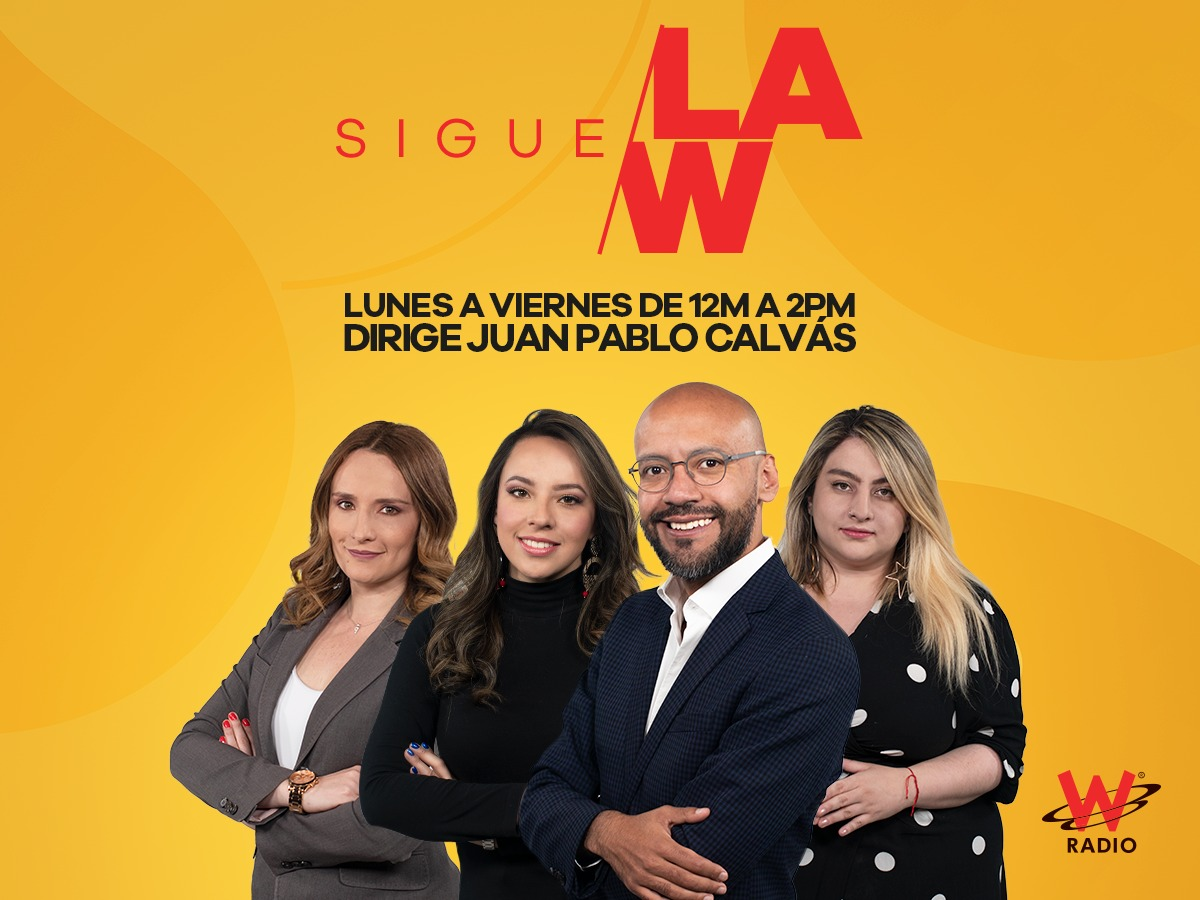 SIGUE LA
W
LUNES A VIERNES DE 12M A 2PM
DIRIGE JUAN PABLO CALVÁS
W®
RADIO